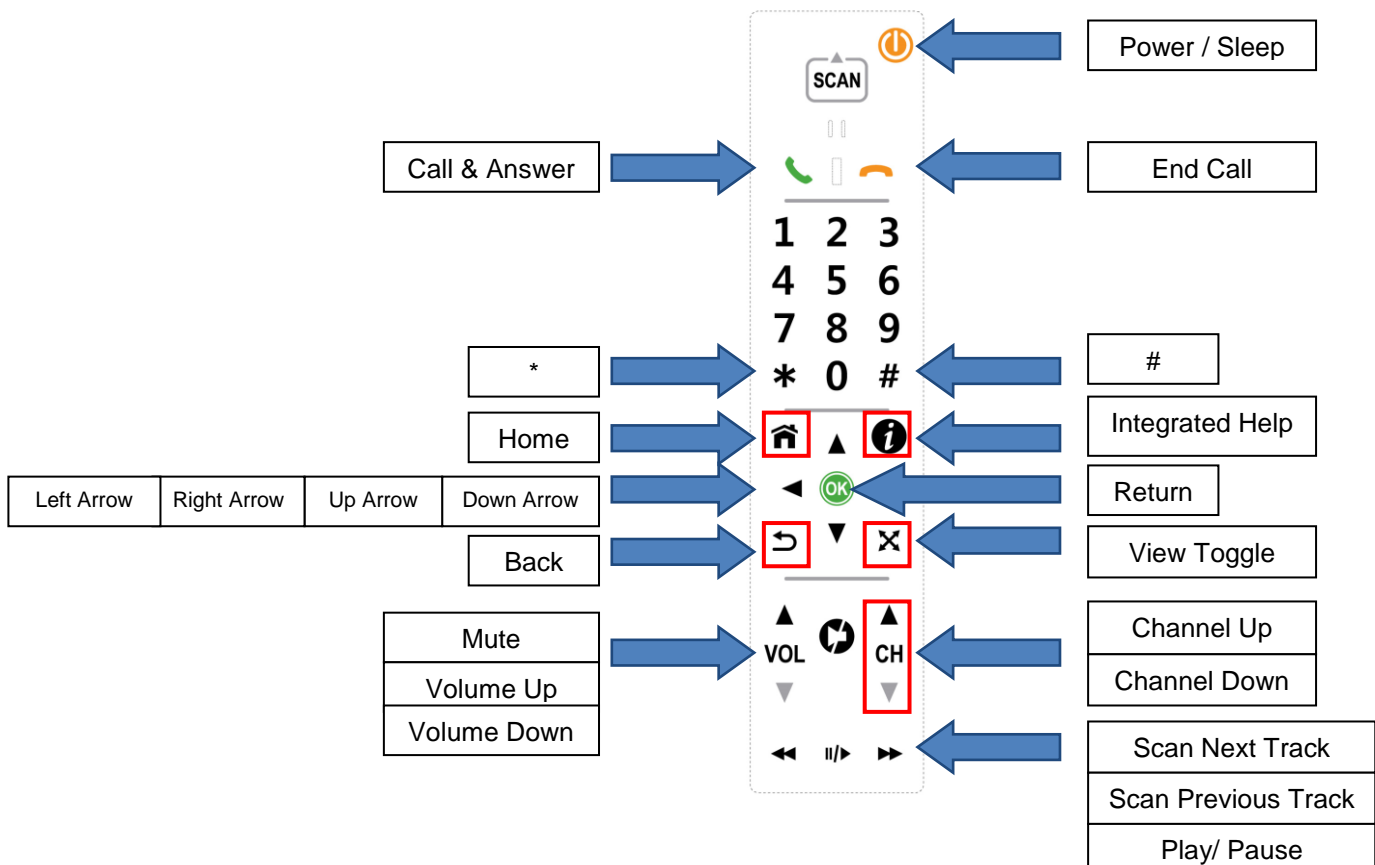 Power / Sleep
SCAN
Call & Answer
End Call
1 2 3
4 5 6
7 8 9
* * 0 # #
Home
i
Integrated Help
Left Arrow Right Arrow Up Arrow Down Arrow
OK
Return
Back
View Toggle
Mute
Volume Up
Volume Down
VOL
CH
Channel Up
Channel Down
Scan Next Track
Scan Previous Track
Play/ Pause